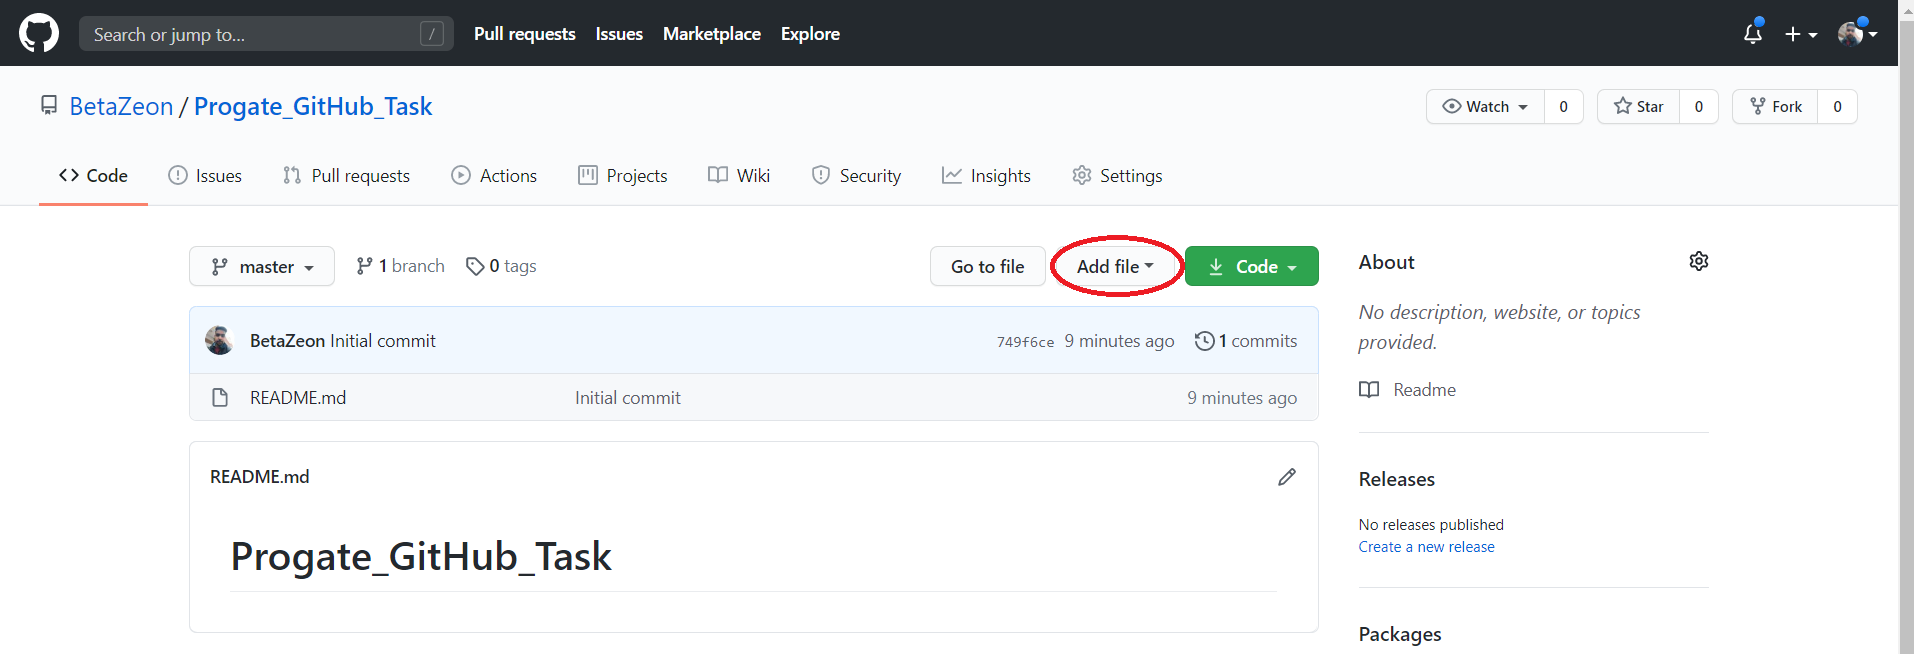 Search or jump to... / Pull requests Issues Marketplace Explore
BetaZeon / Progate_GitHub_Task Watch 0 Star 0 Fork 0
Code Issues Pull requests Actions Projects Wiki Security Insights Settings
master 1 branch 0 tags Go to file Add file Code
BetaZeon Initial commit 749f6ce 9 minutes ago 1 commits
README.md Initial commit 9 minutes ago
README.md
Progate_GitHub_Task
About
No description, website, or topics
provided.
Readme
Releases
No releases published
Create a new release
Packages